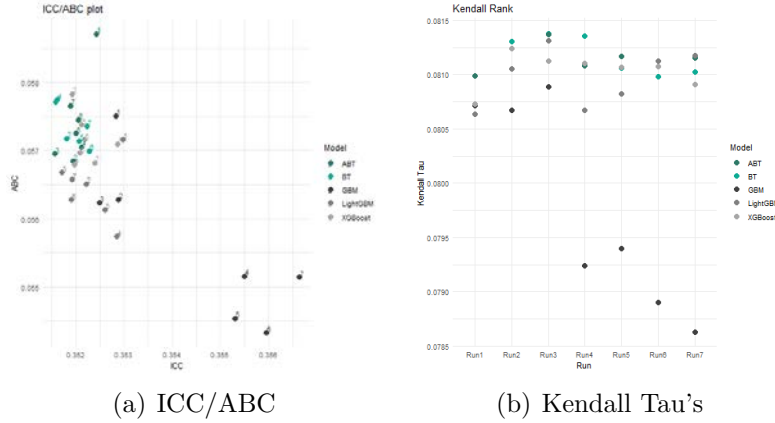 ICC/ABC plot
0.058
0.057
0.056
0.055
ABC
0.362
0.363
0.364
0.365
0.366
ICC
Model
ABT
BT
GBM
LightGBM
XGBoost
(a) ICC/ABC
Kendall Rank
0.0815
0.0810
0.0805
0.0800
0.0795
0.0790
0.0785
Kendall Tau
Run1
Run2
Run3
Run4
Run5
Run6
Run7
Run
Model
ABT
BT
GBM
LightGBM
XGBoost
(b) Kendall Tau's